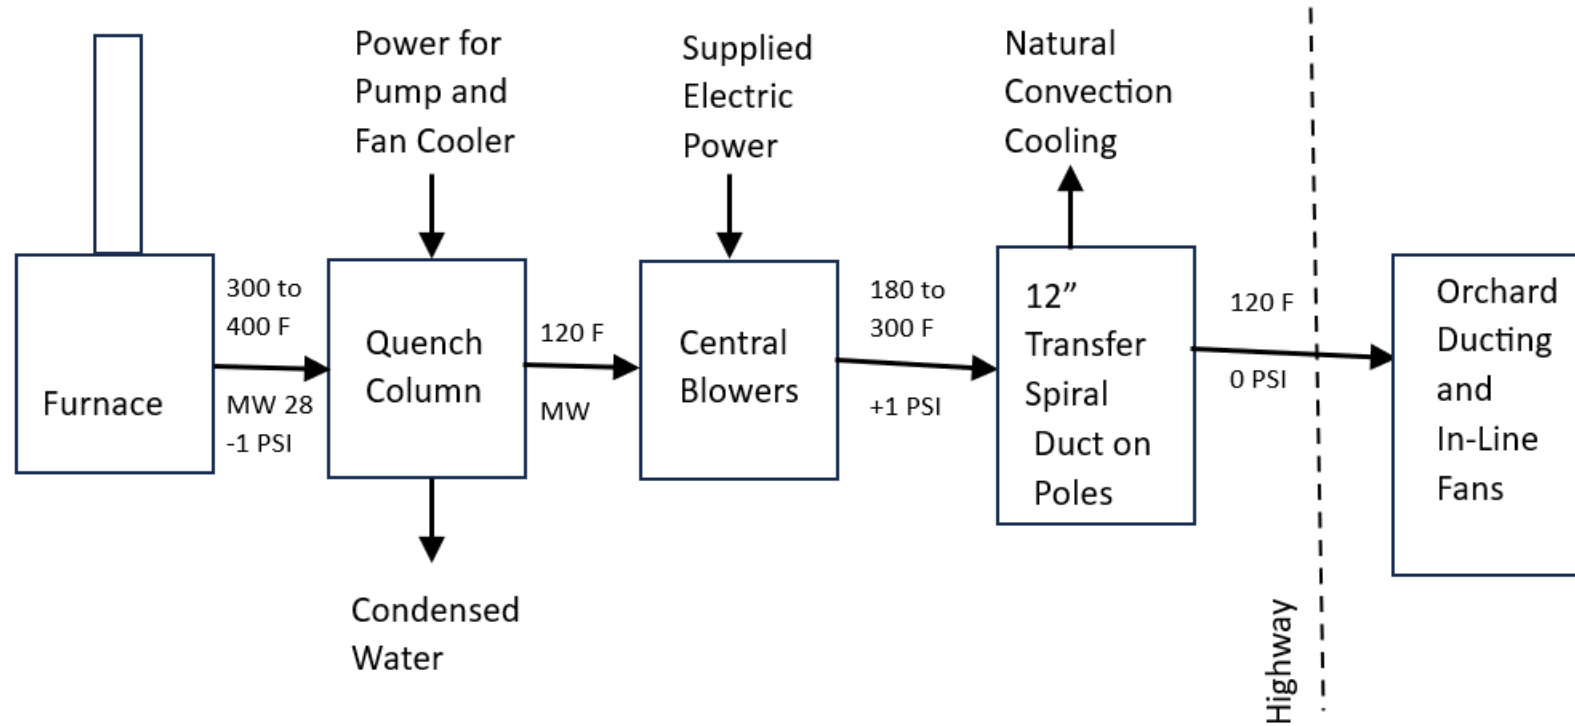 Power for
Pump and
Fan Cooler
Supplied
Electric
Power
Natural
Convection
Cooling
Furnace
300 to
400 F
MW 28
-1 PSI
Quench
Column
120 F
MW
Central
Blowers
180 to
300 F
+1 PSI
12”
Transfer
Spiral
Duct on
Poles
120 F
0 PSI
Orchard
Ducting
and
In-Line
Fans
Condensed
Water
Highway